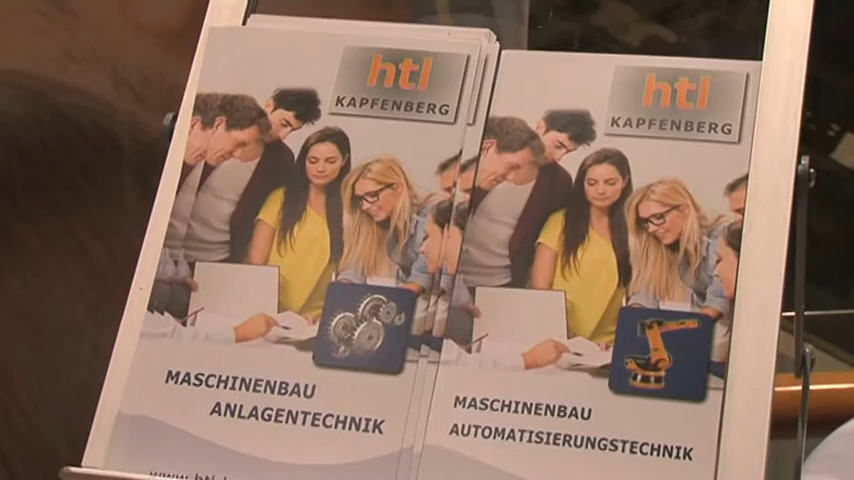 htl
KAPFENBERG
MASCHINENBAU
ANLAGENTECHNIK
htl
KAPFENBERG
MASCHINENBAU
AUTOMATISIERUNGSTECHNIK